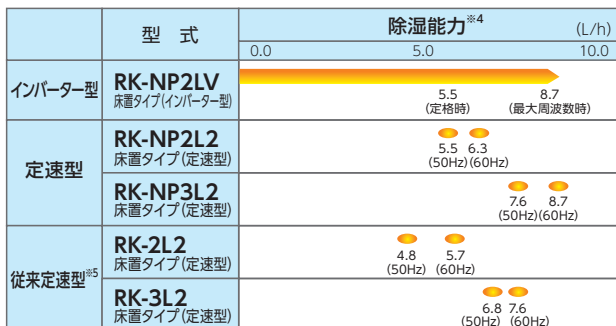 型 式
除湿能力※4
(L/h)
0.0 5.0 10.0
インバーター型
RK-NP2LV
床置タイプ(インバーター型)
5.5 8.7
(定格時) (最大周波数時)
定速型
RK-NP2L2
床置タイプ(定速型)
5.5 6.3
(50Hz) (60Hz)
RK-NP3L2
床置タイプ(定速型)
7.6 8.7
(50Hz) (60Hz)
従来定速型※5
RK-2L2
床置タイプ(定速型)
4.8 5.7
(50Hz) (60Hz)
RK-3L2
床置タイプ(定速型)
6.8 7.6
(50Hz) (60Hz)